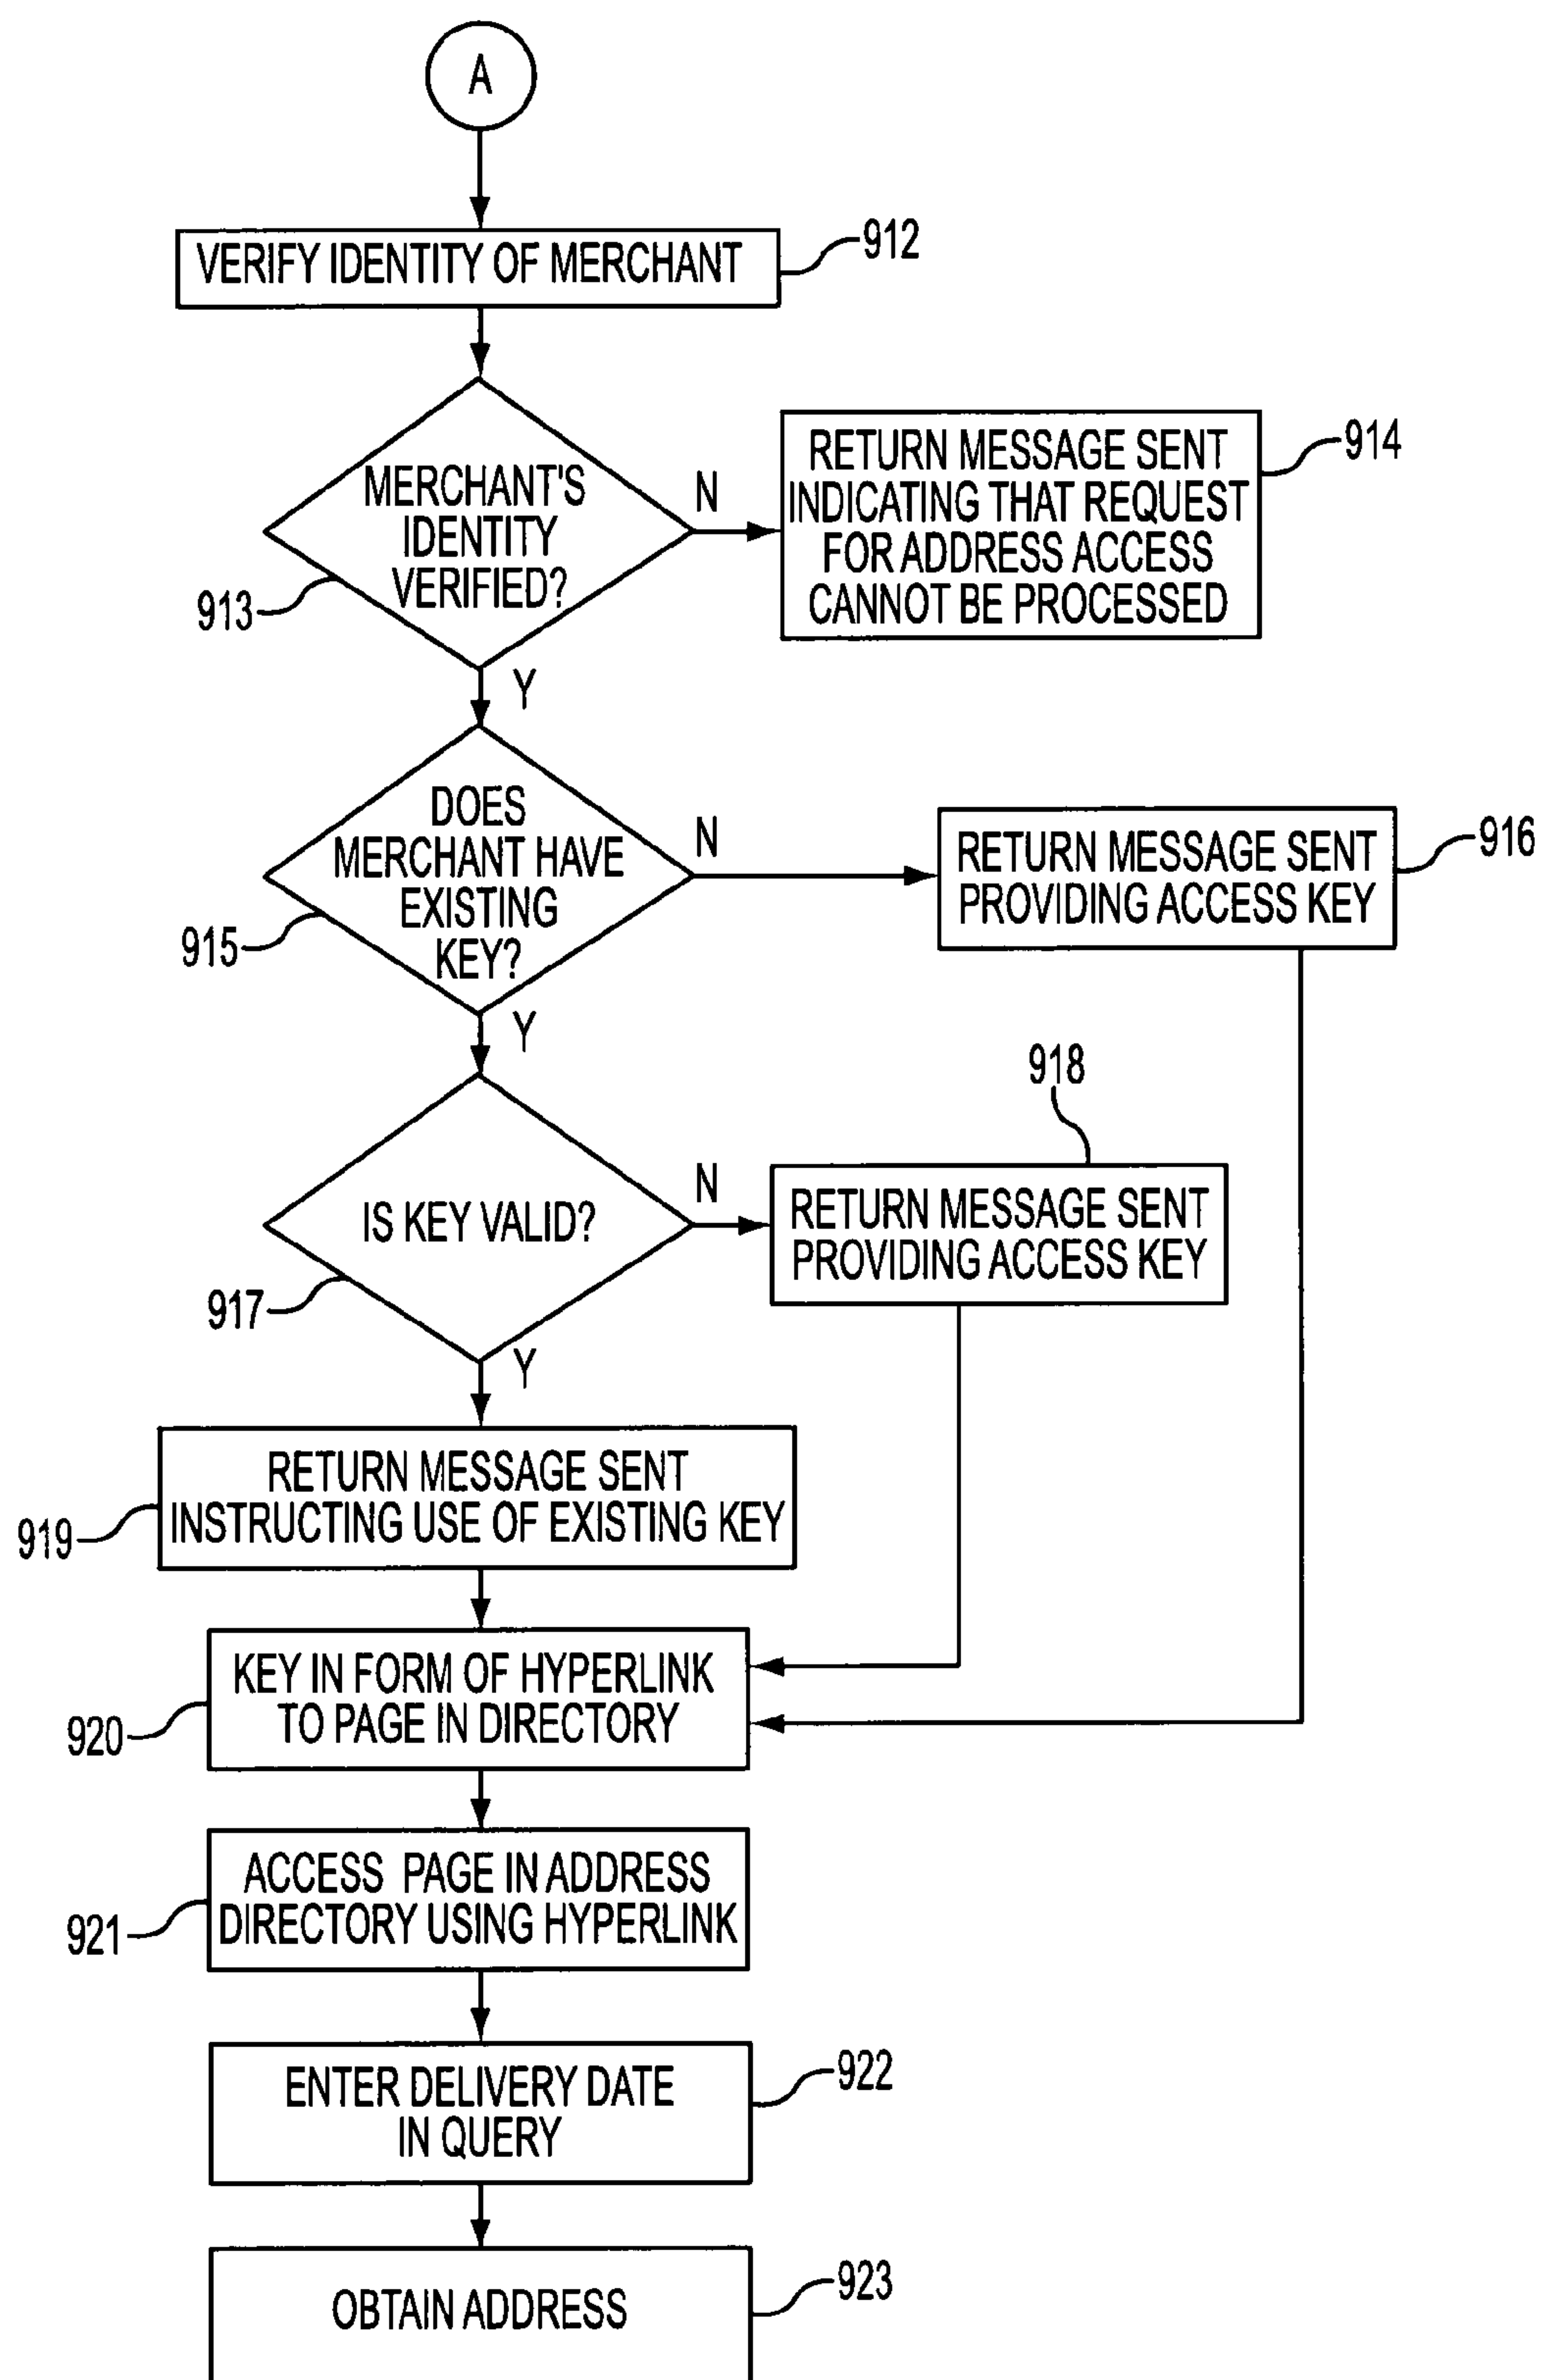 A
VERIFY IDENTITY OF MERCHANT
912
MERCHANT'S
IDENTITY
VERIFIED?
913
N
RETURN MESSAGE SENT
INDICATING THAT REQUEST
FOR ADDRESS ACCESS
CANNOT BE PROCESSED
914
Y
DOES
MERCHANT HAVE
EXISTING
KEY?
915
N
RETURN MESSAGE SENT
PROVIDING ACCESS KEY
916
Y
IS KEY VALID?
917
N
918
RETURN MESSAGE SENT
PROVIDING ACCESS KEY
Y
RETURN MESSAGE SENT
INSTRUCTING USE OF EXISTING KEY
919
KEY IN FORM OF HYPERLINK
TO PAGE IN DIRECTORY
920
ACCESS PAGE IN ADDRESS
DIRECTORY USING HYPERLINK
921
ENTER DELIVERY DATE
IN QUERY
922
OBTAIN ADDRESS
923